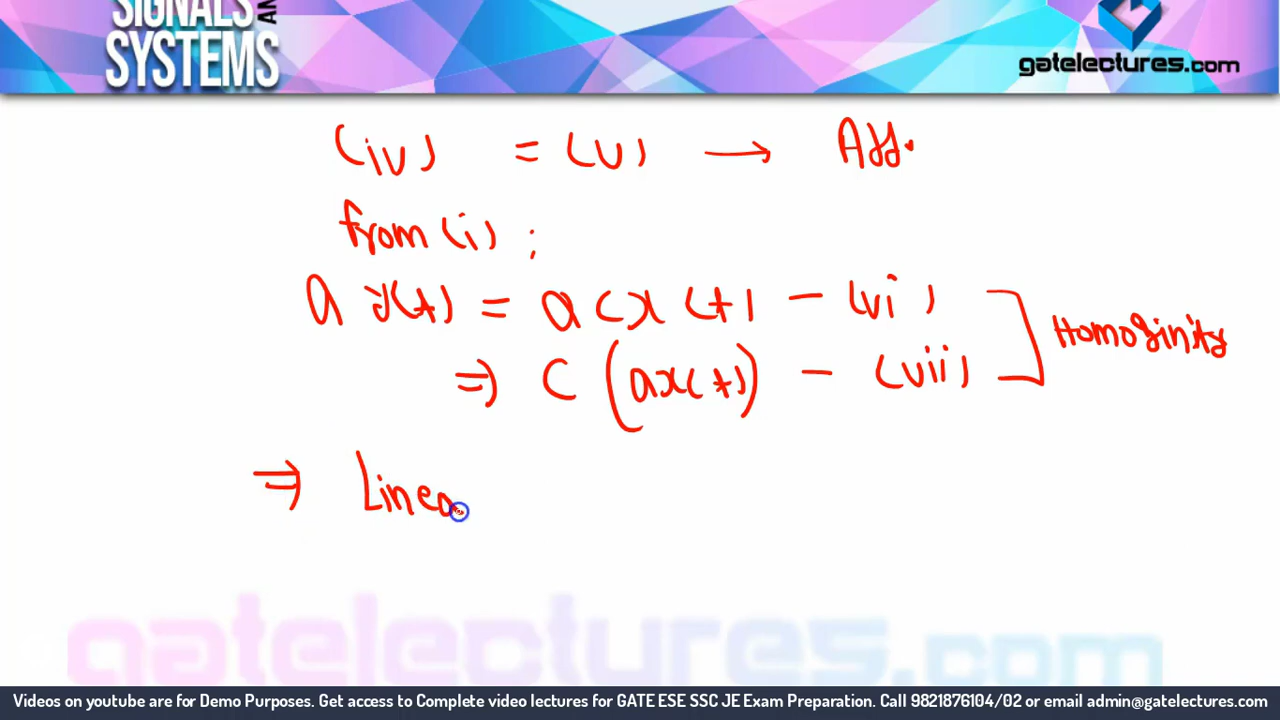 SIGNALS AND
SYSTEMS
gatelectures.com
(iv) = (v) → Add.
from (i) ;
a y(t) = a c x (t) - (vi)
⇒ C (ax(t)) - (vii)
Homoginity
⇒ Linea
gatelectures.com
Videos on youtube are for Demo Purposes. Get access to Complete video lectures for GATE ESE SSC JE Exam Preparation. Call 9821876104/02 or email admin@gatelectures.com